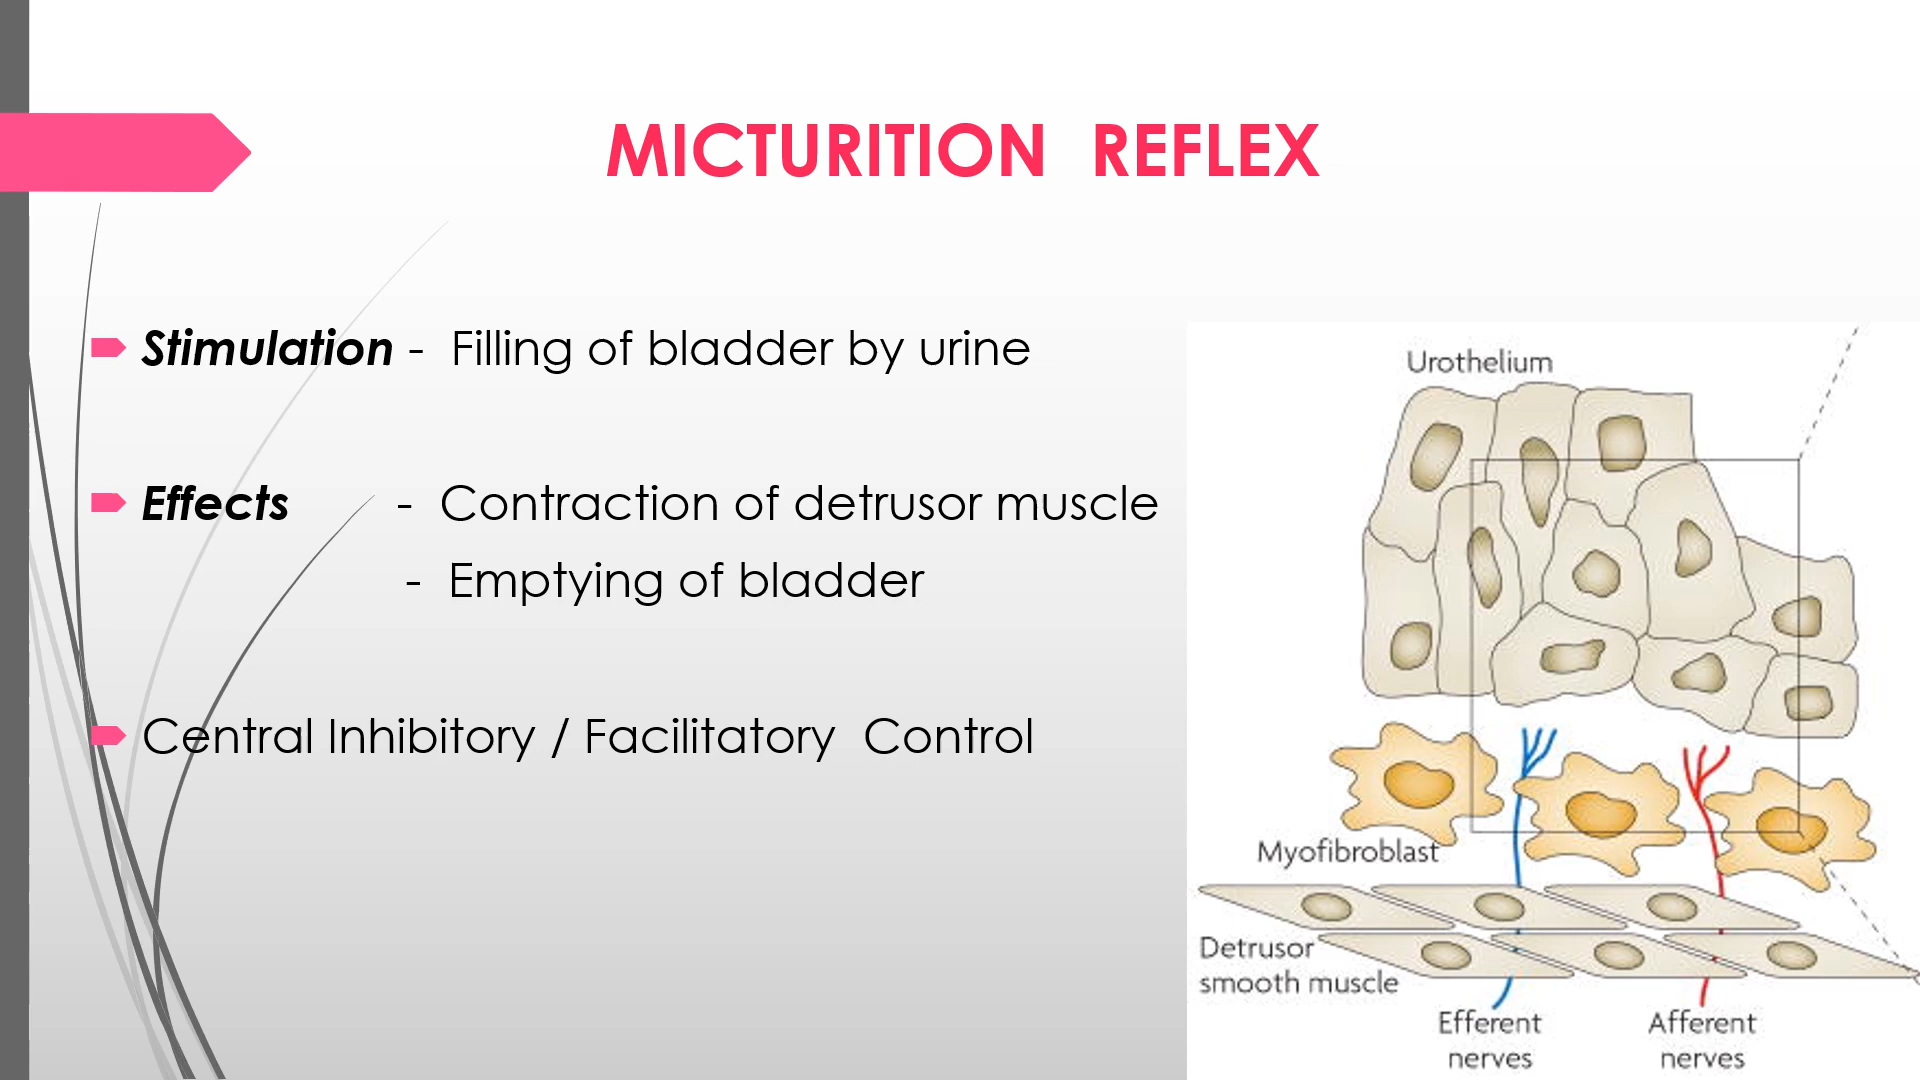 MICTURITION REFLEX
Stimulation - Filling of bladder by urine
Effects - Contraction of detrusor muscle
- Emptying of bladder
Central Inhibitory / Facilitatory Control
Urothelium
Myofibroblast
Detrusor
smooth muscle
Efferent
nerves
Afferent
nerves